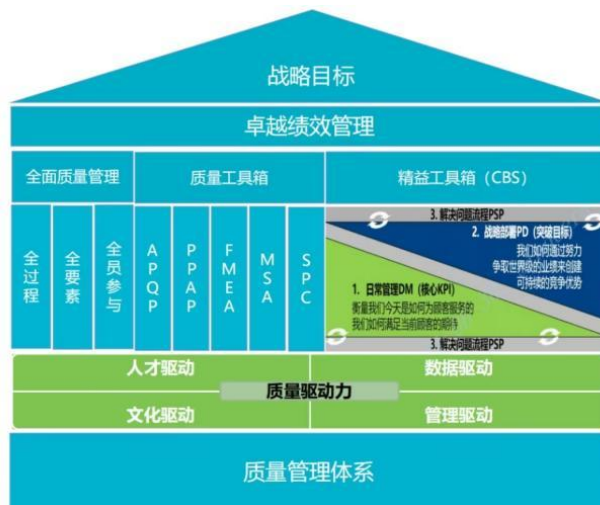 战略目标
卓越绩效管理
全面质量管理
质量工具箱
精益工具箱（CBS）
全过程
全要素
全员参与
APQP
PPAP
FMEA
MSA
SPC
3. 解决问题流程PSP
2. 战略部署PD（突破目标）
我们如何通过努力
争取世界级的业绩来创建
可持续的竞争优势
1. 日常管理DM（核心KPI）
衡量我们今天是如何为顾客服务的
我们如何满足当前顾客的期待
3. 解决问题流程PSP
人才驱动
数据驱动
质量驱动力
文化驱动
管理驱动
质量管理体系